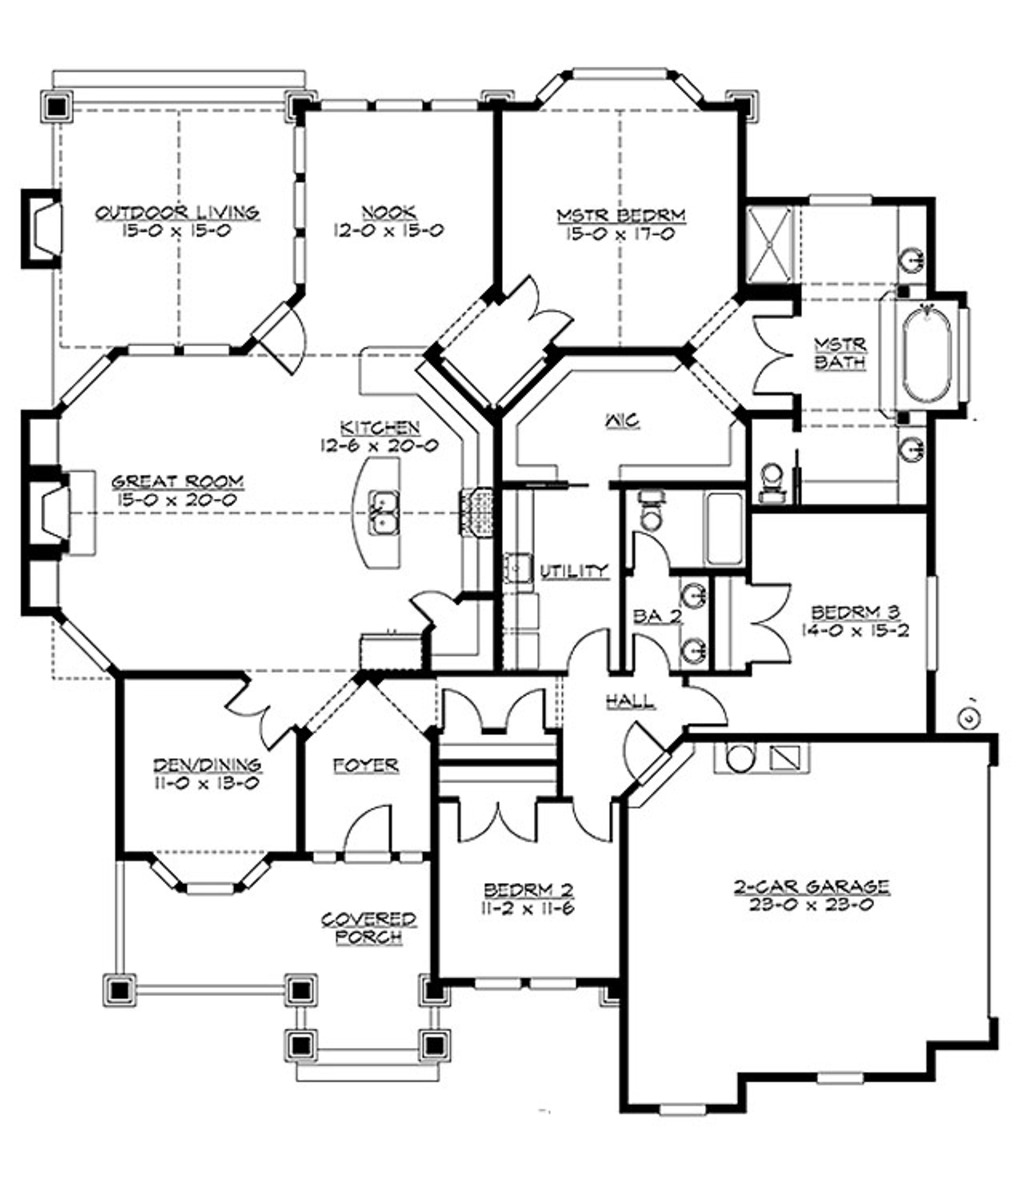 OUTDOOR LIVING
15-0 x 15-0
NOOK
12-0 x 15-0
MSTR BEDRM
15-0 x 17-0
MSTR
BATH
WIC
KITCHEN
12-6 x 20-0
GREAT ROOM
15-0 x 20-0
UTILITY
BA 2
BEDRM 3
14-0 x 15-2
HALL
DEN/DINING
11-0 x 13-0
FOYER
BEDRM 2
11-2 x 11-6
2-CAR GARAGE
23-0 x 23-0
COVERED
PORCH